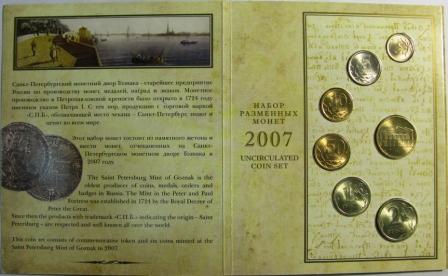 Санкт-Петербургский монетный двор Гознака - старейшее предприятие
России по производству монет, медалей, наград и знаков. Монетное
производство в Петропавловской крепости было открыто в 1724 году
именным указом Петра I. С тех пор, продукция с торговой маркой
«С.П.Б.», обозначающей место чекана – Санкт-Петербург, знают и
ценят во всем мире.
Этот набор состоит из памятного жетона и
шести монет, отчеканенных на Санкт-
Петербургском монетном дворе Гознака в
2007 году.
The Saint Petersburg Mint of Goznak is the
oldest producer of coins, medals, orders and
badges in Russia. The Mint in the Peter and Paul
Fortress was established in 1724 by the Royal Decree of
Peter the Great.
Since then the products with trademark «С.П.Б.» indicating the origin – Saint
Petersburg – are respected and well known all over the world.
This coin set consists of commemorative token and six coins minted at the
Saint Petersburg Mint of Goznak in 2007.
НАБОР
РАЗМЕННЫХ
МОНЕТ
2007
UNCIRCULATED
COIN SET